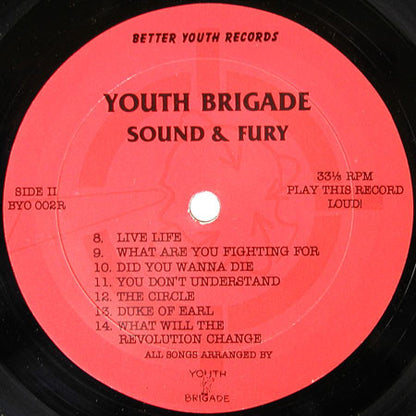 BETTER YOUTH RECORDS
YOUTH BRIGADE
SOUND & FURY
SIDE II
BYO 002R
33⅓ RPM
PLAY THIS RECORD
LOUD!
8. LIVE LIFE
9. WHAT ARE YOU FIGHTING FOR
10. DID YOU WANNA DIE
11. YOU DON'T UNDERSTAND
12. THE CIRCLE
13. DUKE OF EARL
14. WHAT WILL THE
REVOLUTION CHANGE
ALL SONGS ARRANGED BY
YOUTH
BRIGADE